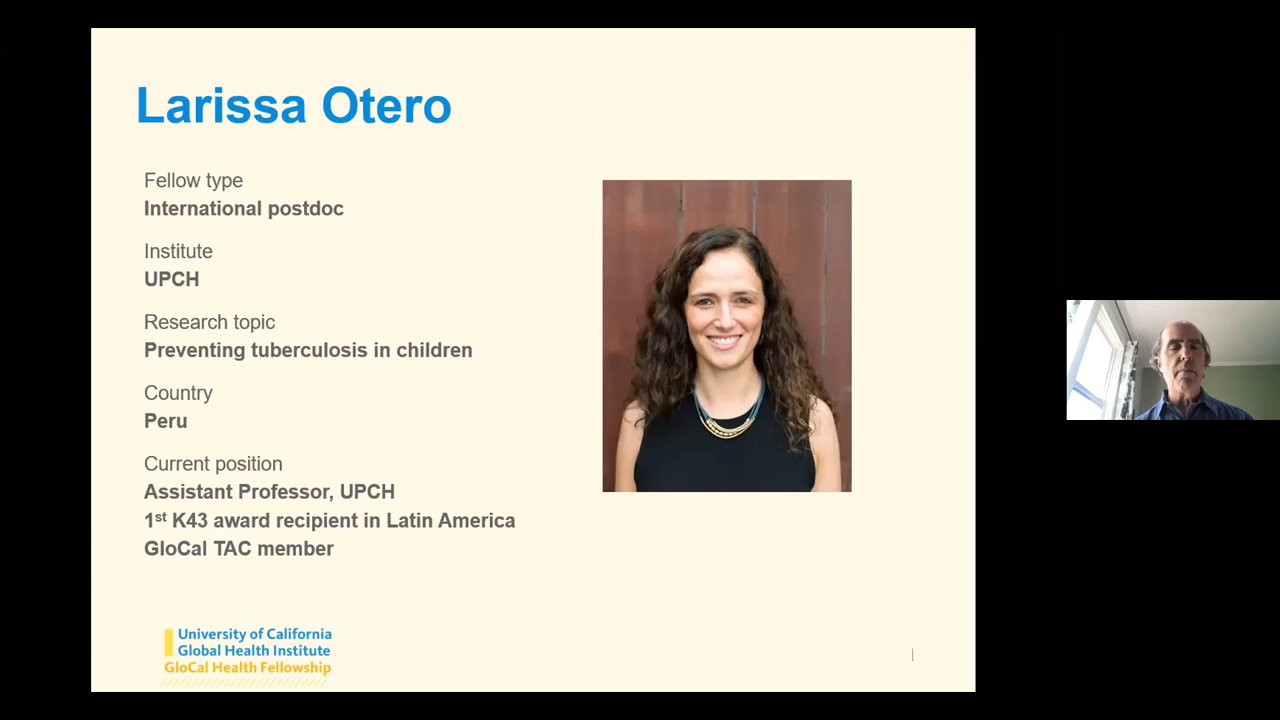 Larissa Otero
Fellow type
International postdoc
Institute
UPCH
Research topic
Preventing tuberculosis in children
Country
Peru
Current position
Assistant Professor, UPCH
1st K43 award recipient in Latin America
GloCal TAC member
University of California
Global Health Institute
GloCal Health Fellowship